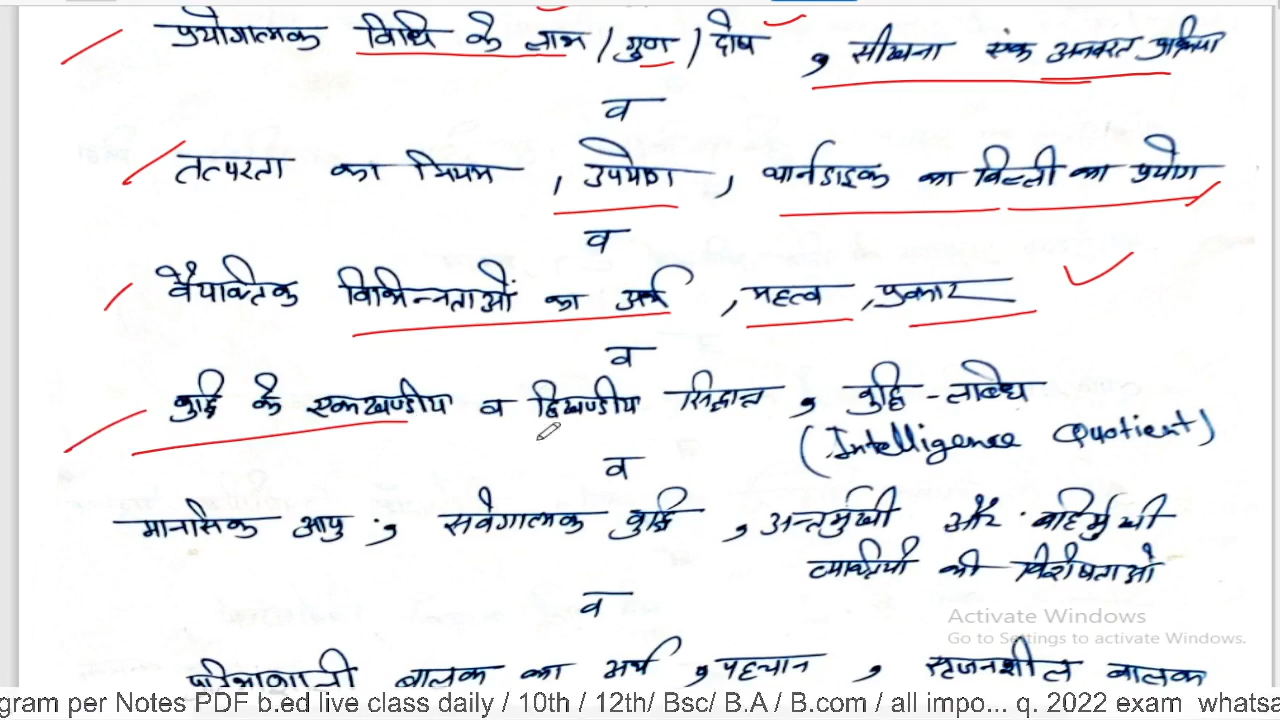 प्रयोगात्मक विधि के लाभ / गुण / दोष , सीखना एक अनवरत प्रक्रिया
व
तत्परता का नियम , उपयोग , थार्नडाइक का बिल्ली का प्रयोग
व
वैयक्तिक विभिन्नताओं का अर्थ , महत्व , प्रकार
व
बुद्धि के एकखण्डीय व द्विखण्डीय सिद्धान्त , बुद्धि - लब्धि
(Intelligence Quotient)
व
मानसिक आयु , संवेगात्मक बुद्धि , अन्तर्मुखी और बहिर्मुखी
व्यक्तियों की विशेषताओं
व
प्रतिभाशाली बालक का अर्थ , पहचान , सृजनशील बालक
Activate Windows
Go to Settings to activate Windows.
gram per Notes PDF b.ed live class daily / 10th / 12th/ Bsc/ B.A / B.com / all impo... q. 2022 exam whatsa